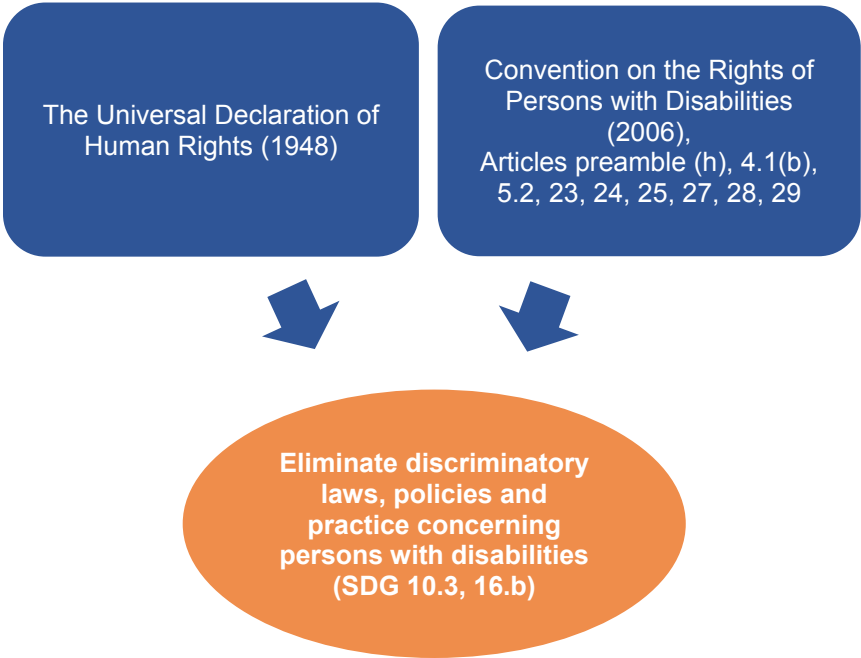 The Universal Declaration of
Human Rights (1948)
Convention on the Rights of
Persons with Disabilities
(2006),
Articles preamble (h), 4.1(b),
5.2, 23, 24, 25, 27, 28, 29
Eliminate discriminatory
laws, policies and
practice concerning
persons with disabilities
(SDG 10.3, 16.b)